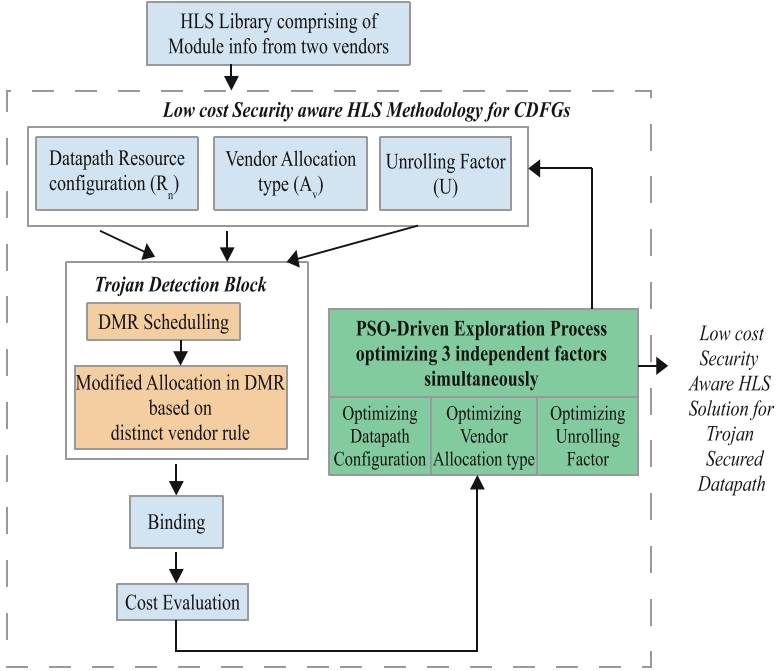 HLS Library comprising of
Module info from two vendors
Low cost Security aware HLS Methodology for CDFGs
Datapath Resource
configuration (Rn)
Vendor Allocation
type (Av)
Unrolling Factor
(U)
Trojan Detection Block
DMR Schedulling
Modified Allocation in DMR
based on
distinct vendor rule
Binding
Cost Evaluation
PSO-Driven Exploration Process
optimizing 3 independent factors
simultaneously
Optimizing
Datapath
Configuration
Optimizing
Vendor
Allocation type
Optimizing
Unrolling
Factor
Low cost
Security
Aware HLS
Solution for
Trojan
Secured
Datapath